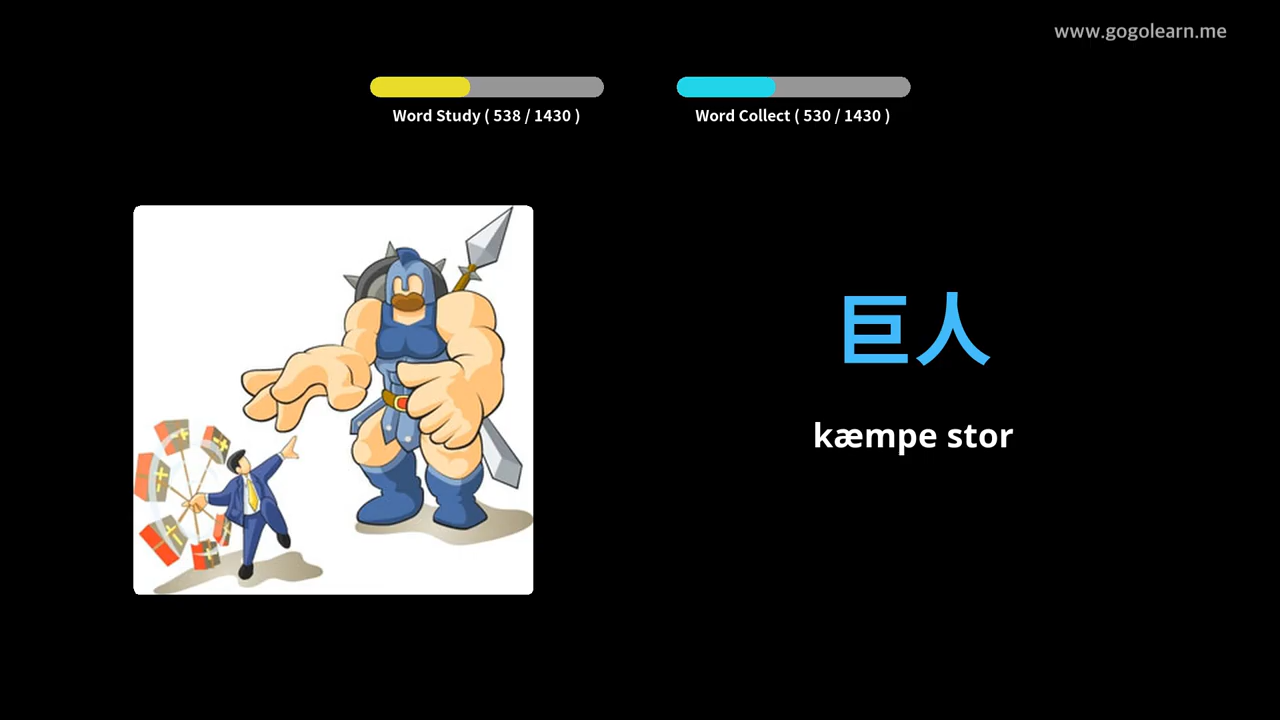 www.gogolearn.me
Word Study ( 538 / 1430 )
Word Collect ( 530 / 1430 )
巨人
kæmpe stor